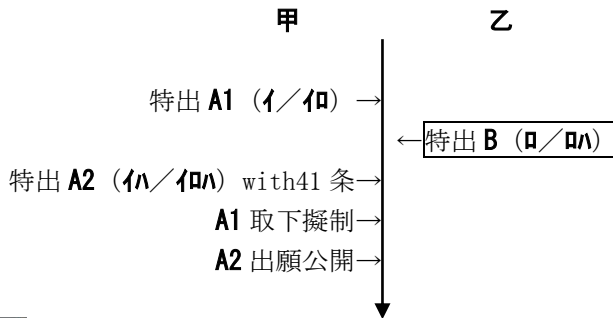 甲 乙
特出 A1（ｲ／ｲﾛ）→
←特出 B（ﾛ／ﾛﾊ）
特出 A2（ｲﾊ／ｲﾛﾊ）with41 条→
A1 取下擬制→
A2 出願公開→